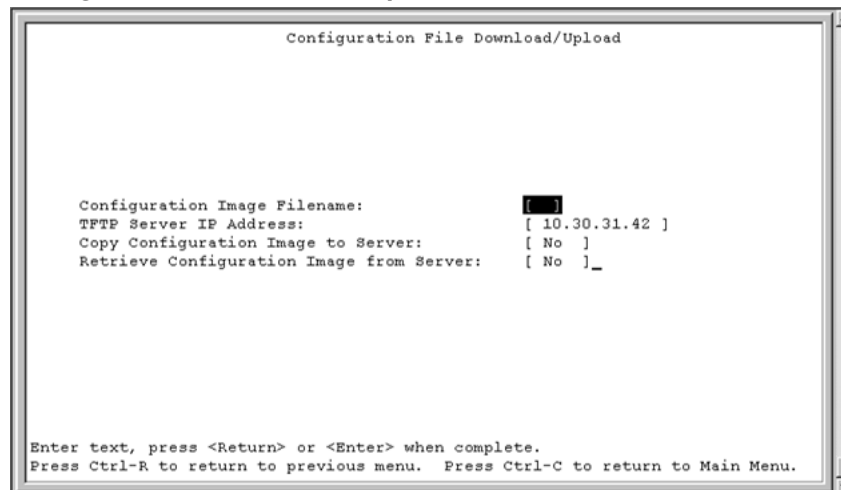 Configuration File Download/Upload
Configuration Image Filename: [ ]
TFTP Server IP Address: [ 10.30.31.42 ]
Copy Configuration Image to Server: [ No ]
Retrieve Configuration Image from Server: [ No ]_
Enter text, press <Return> or <Enter> when complete.
Press Ctrl-R to return to previous menu. Press Ctrl-C to return to Main Menu.